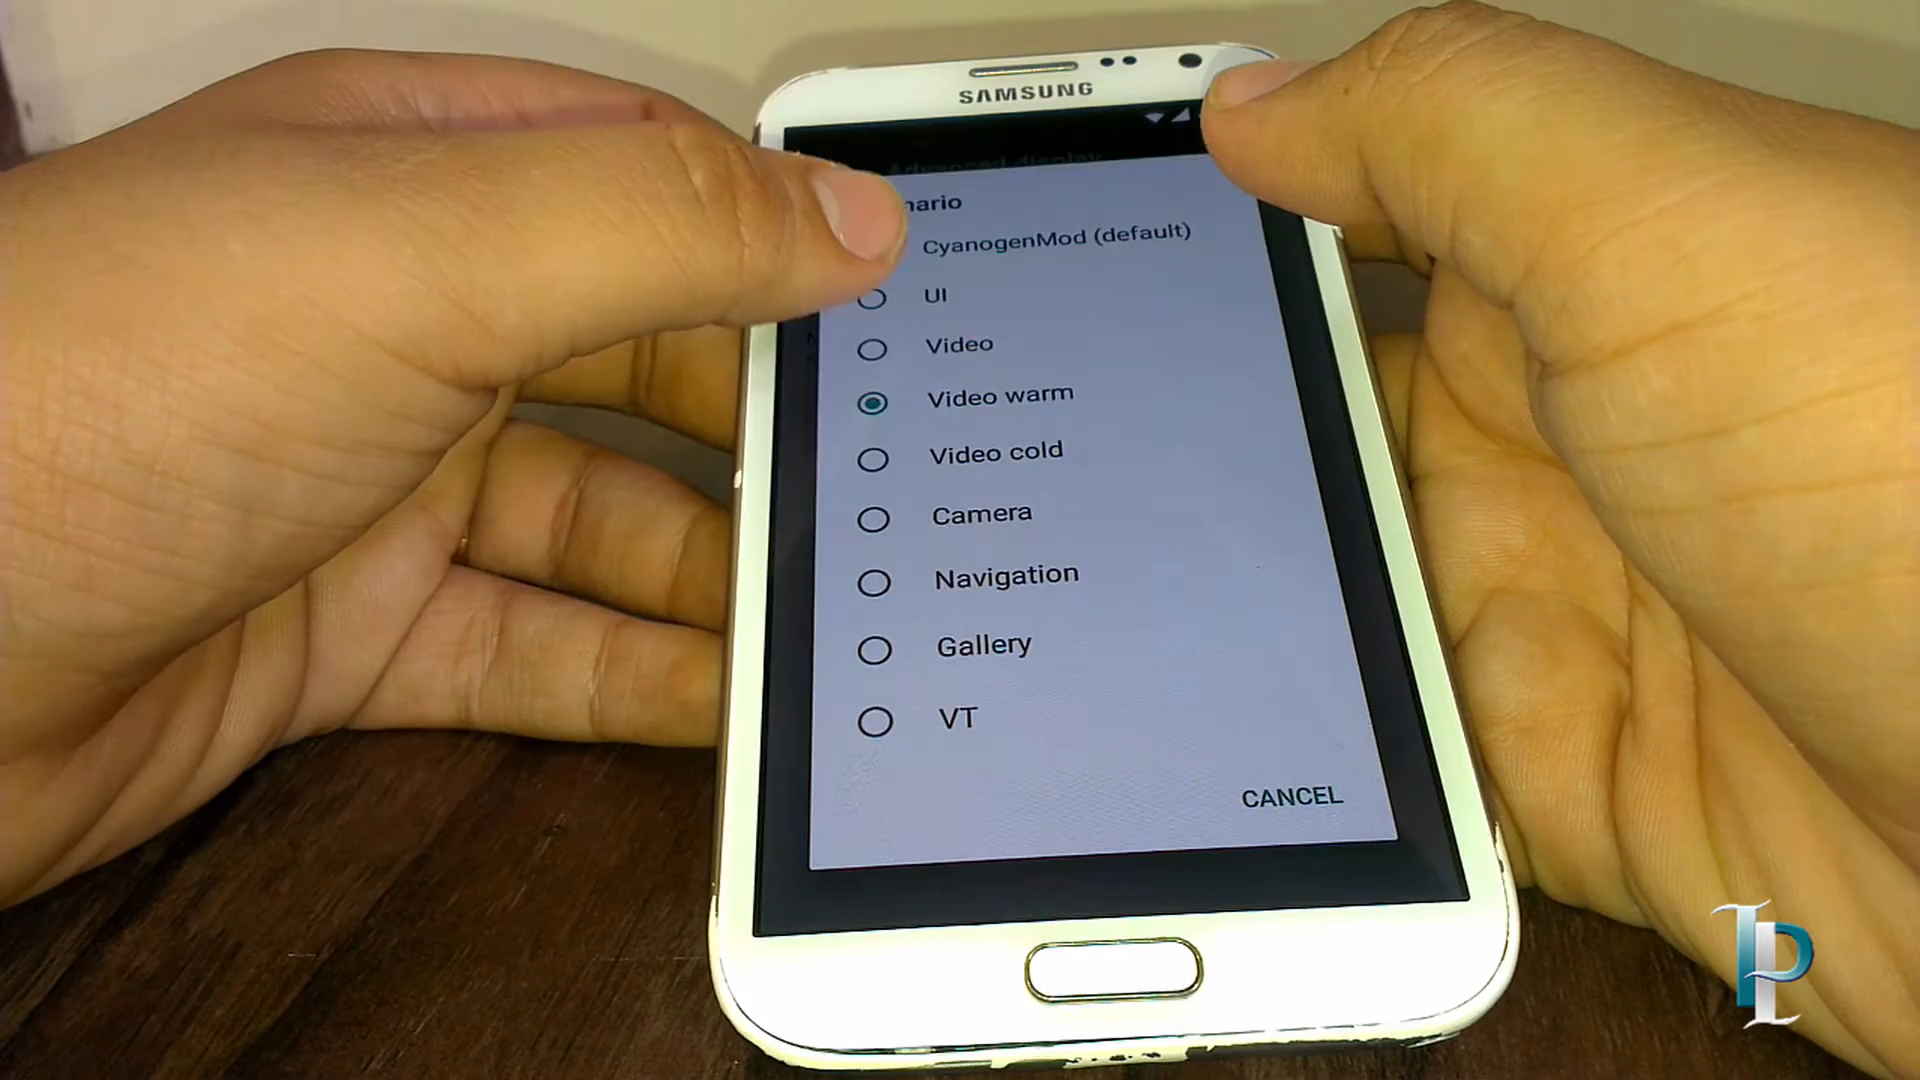 SAMSUNG
Advanced display
nario
CyanogenMod (default)
UI
Video
Video warm
Video cold
Camera
Navigation
Gallery
VT
CANCEL